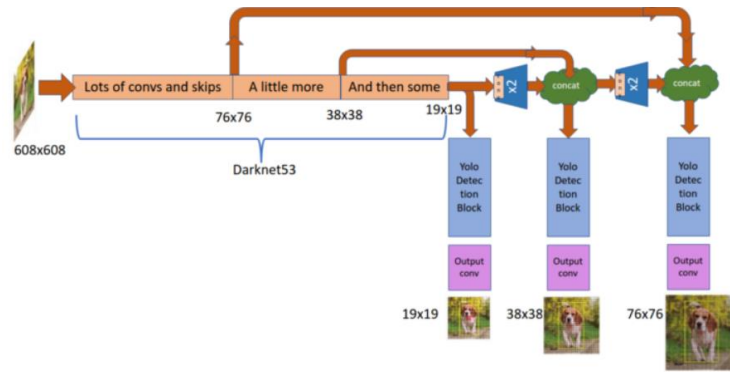 Lots of convs and skips
A little more
And then some
76x76
38x38
19x19
608x608
Darknet53
x2
concat
x2
concat
Yolo
Detec
tion
Block
Yolo
Detec
tion
Block
Yolo
Detec
tion
Block
Output
conv
Output
conv
Output
conv
19x19
38x38
76x76